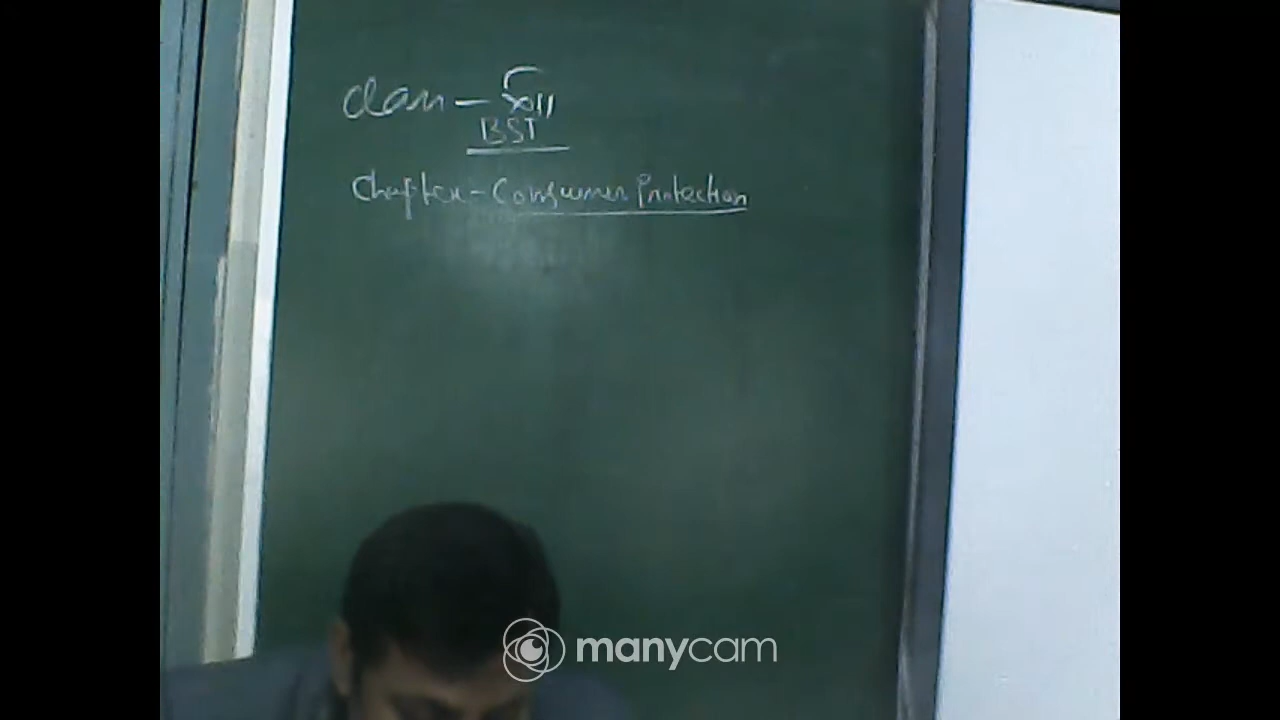 Class - XII
BST
Chapter - Consumer Protection
manycam